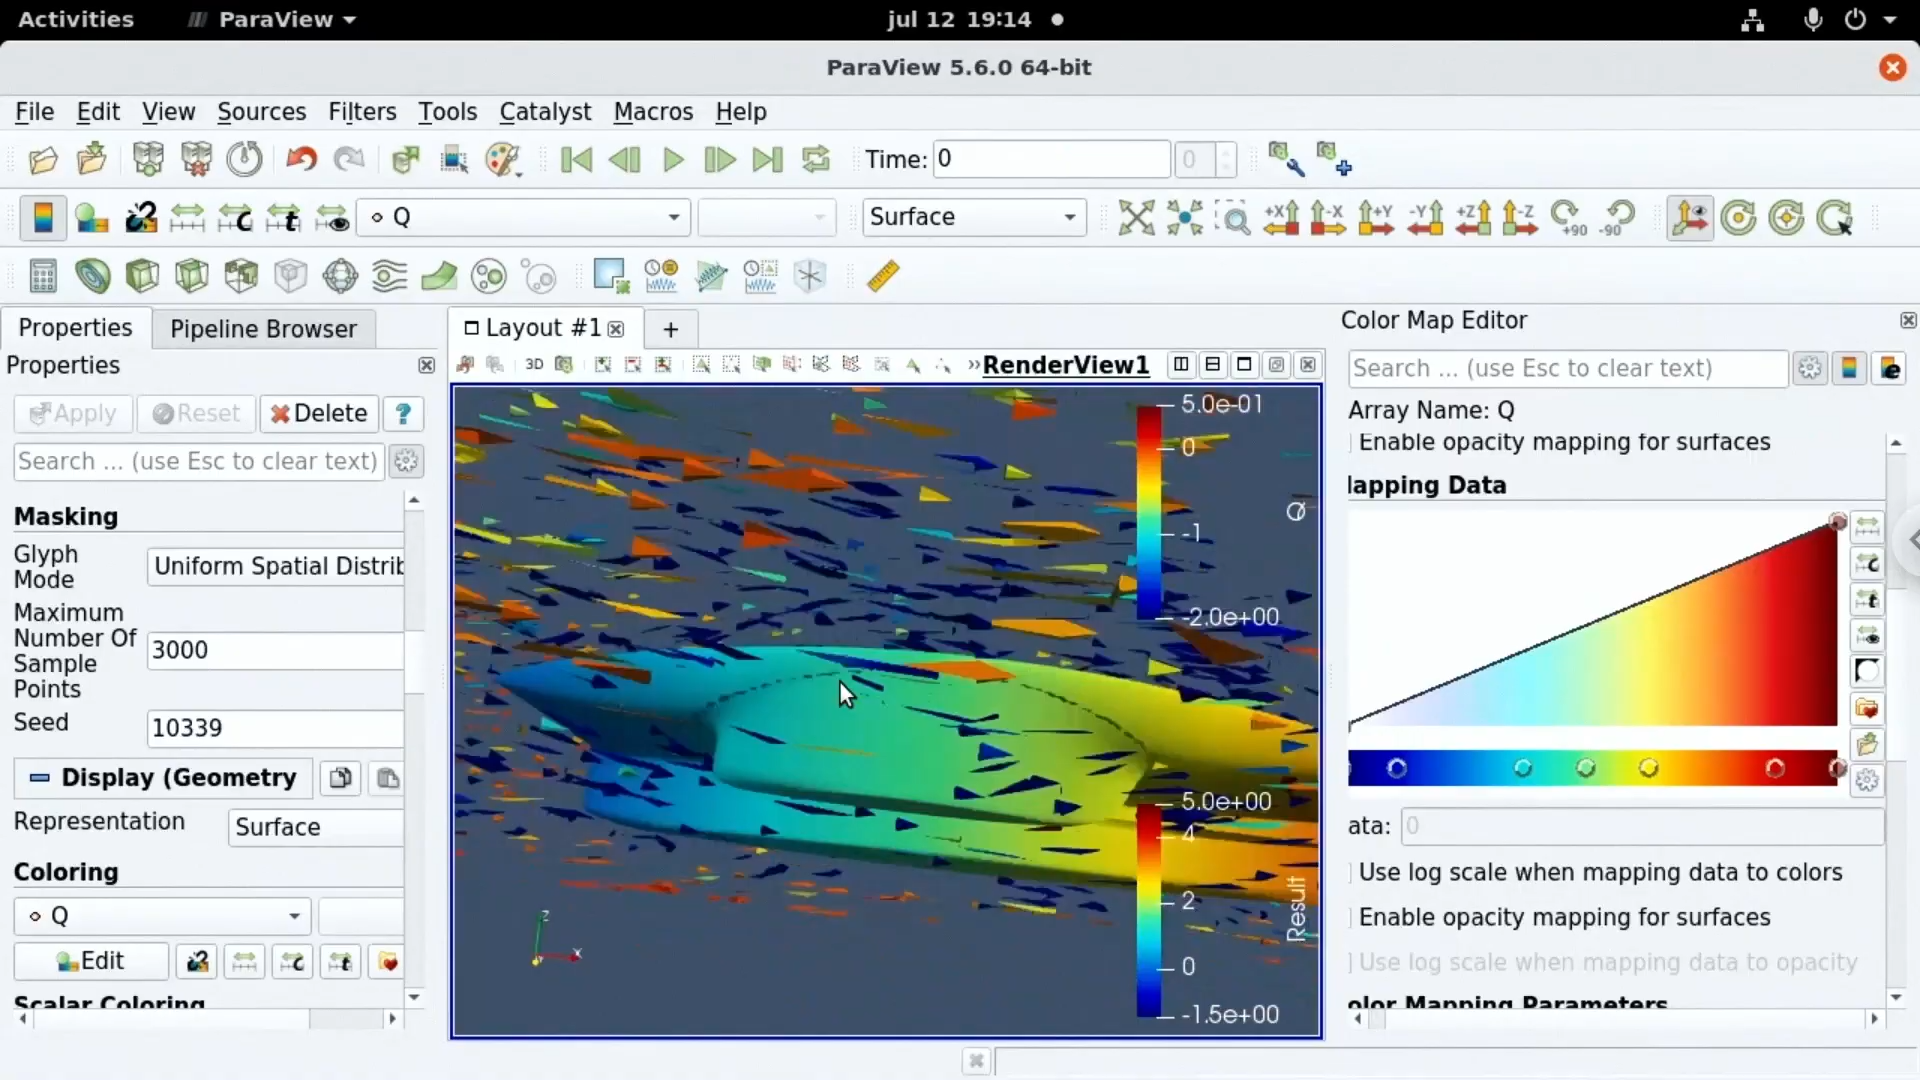 Activities
ParaView
jul 12 19:14
ParaView 5.6.0 64-bit
File Edit View Sources Filters Tools Catalyst Macros Help
Time: 0
0
Q
Surface
+X -X +Y -Y +Z -Z +90 -90
Properties
Pipeline Browser
Layout #1
+
Properties
3D
RenderView1
Apply
Reset
Delete
?
Search ... (use Esc to clear text)
Masking
Glyph
Mode
Uniform Spatial Distrib
Maximum
Number Of
Sample
Points
3000
Seed
10339
Display (Geometry
Representation
Surface
Coloring
Q
Edit
Scalar Coloring
5.0e-01
0
-1
-2.0e+00
Q
5.0e+00
4
2
0
-1.5e+00
Result
Z
X
Color Map Editor
Search ... (use Esc to clear text)
Array Name: Q
Enable opacity mapping for surfaces
apping Data
ata: 0
Use log scale when mapping data to colors
Enable opacity mapping for surfaces
Use log scale when mapping data to opacity
olor Mapping Parameters